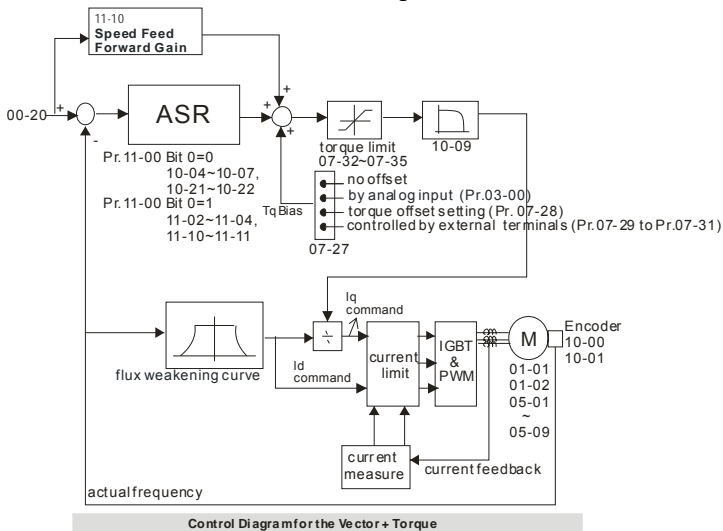 11-10
Speed Feed
Forward Gain
00-20
+
-
ASR
+
+
+
Pr.11-00 Bit 0=0
10-04~10-07,
10-21~10-22
Pr.11-00 Bit 0=1
11-02~11-04,
11-10~11-11
torque limit
07-32~07-35
10-09
Tq Bias
no offset
by analog input (Pr.03-00)
torque offset setting (Pr. 07-28)
controlled by external terminals (Pr.07-29 to Pr.07-31)
07-27
flux weakening curve
÷
Iq
command
Id
command
current
limit
IGBT
&
PWM
M
Encoder
10-00
10-01
01-01
01-02
05-01
~
05-09
current
measure
current feedback
actual frequency
Control Diagram for the Vector + Torque